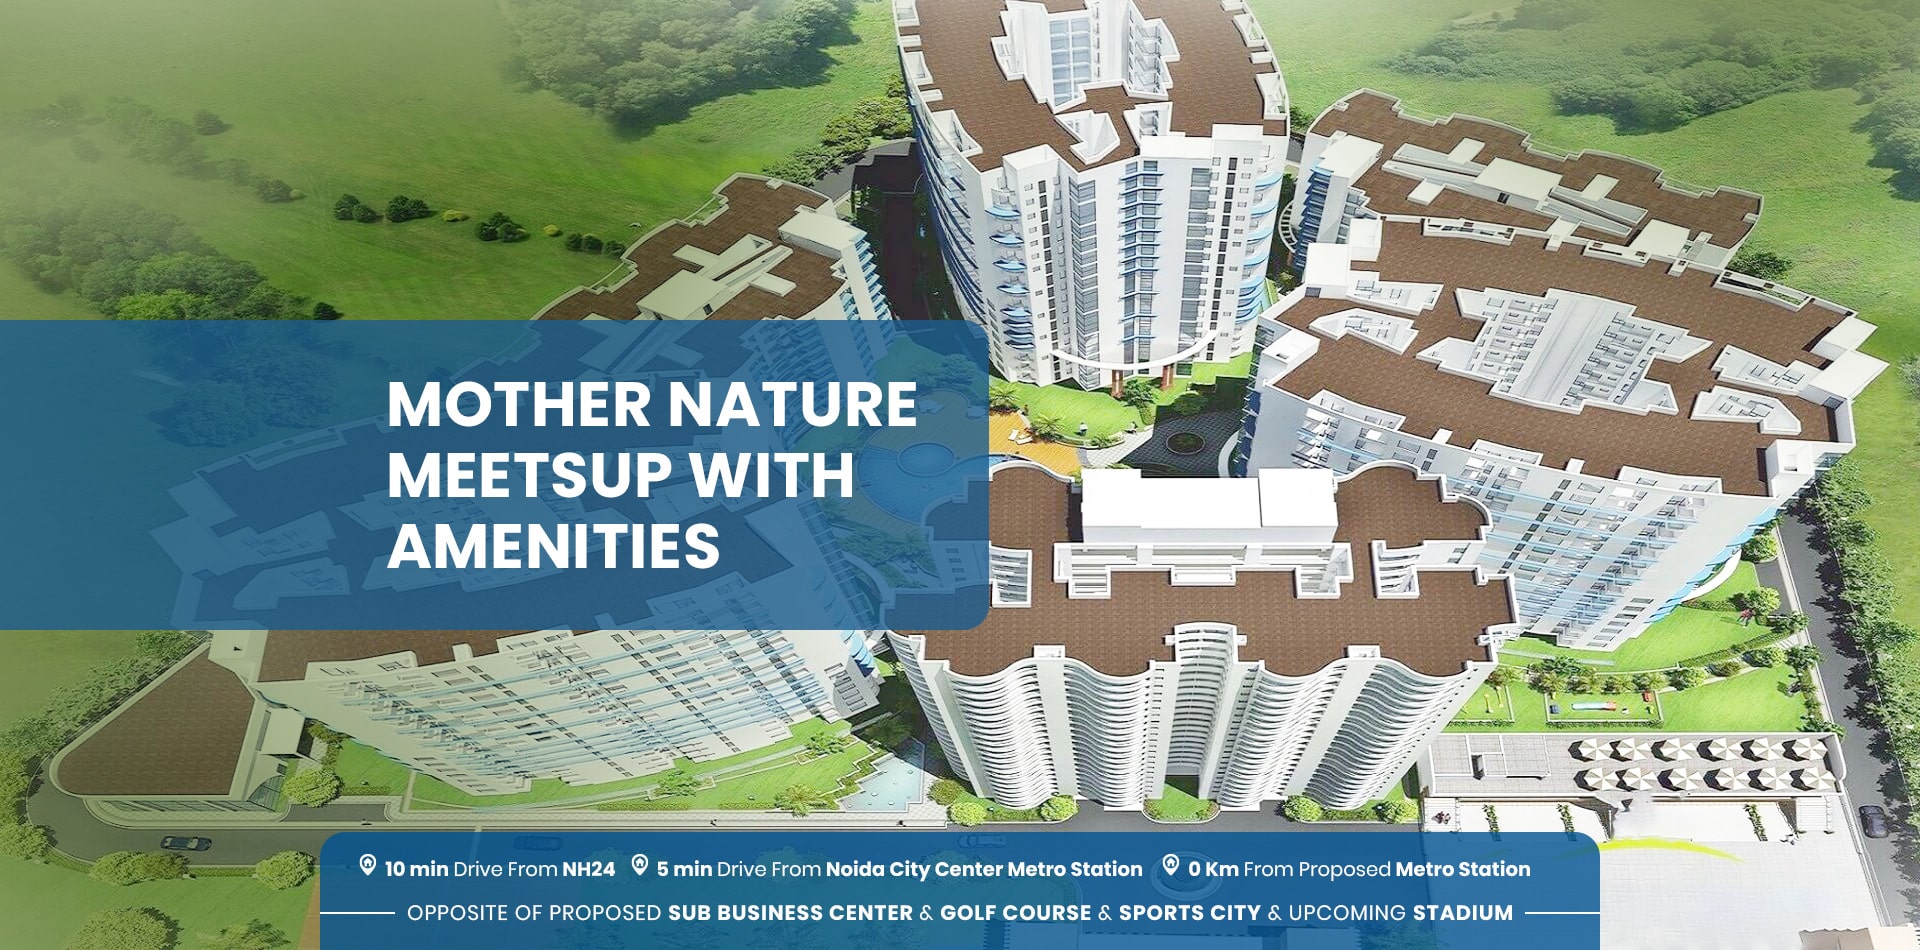 MOTHER NATURE
MEETSUP WITH
AMENITIES
10 min Drive From NH24 5 min Drive From Noida City Center Metro Station 0 Km From Proposed Metro Station
OPPOSITE OF PROPOSED SUB BUSINESS CENTER & GOLF COURSE & SPORTS CITY & UPCOMING STADIUM